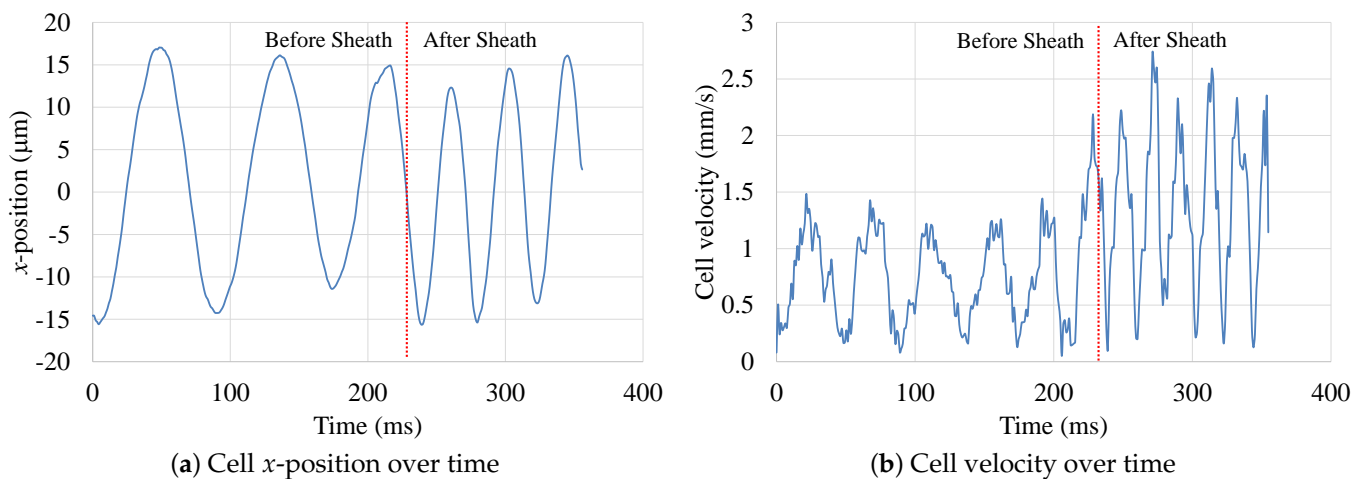 Before Sheath After Sheath
20
15
10
5
0
-5
-10
-15
-20
x-position (µm)
0 100 200 300 400
Time (ms)
(a) Cell x-position over time
Before Sheath After Sheath
3
2.5
2
1.5
1
0.5
0
Cell velocity (mm/s)
0 100 200 300 400
Time (ms)
(b) Cell velocity over time